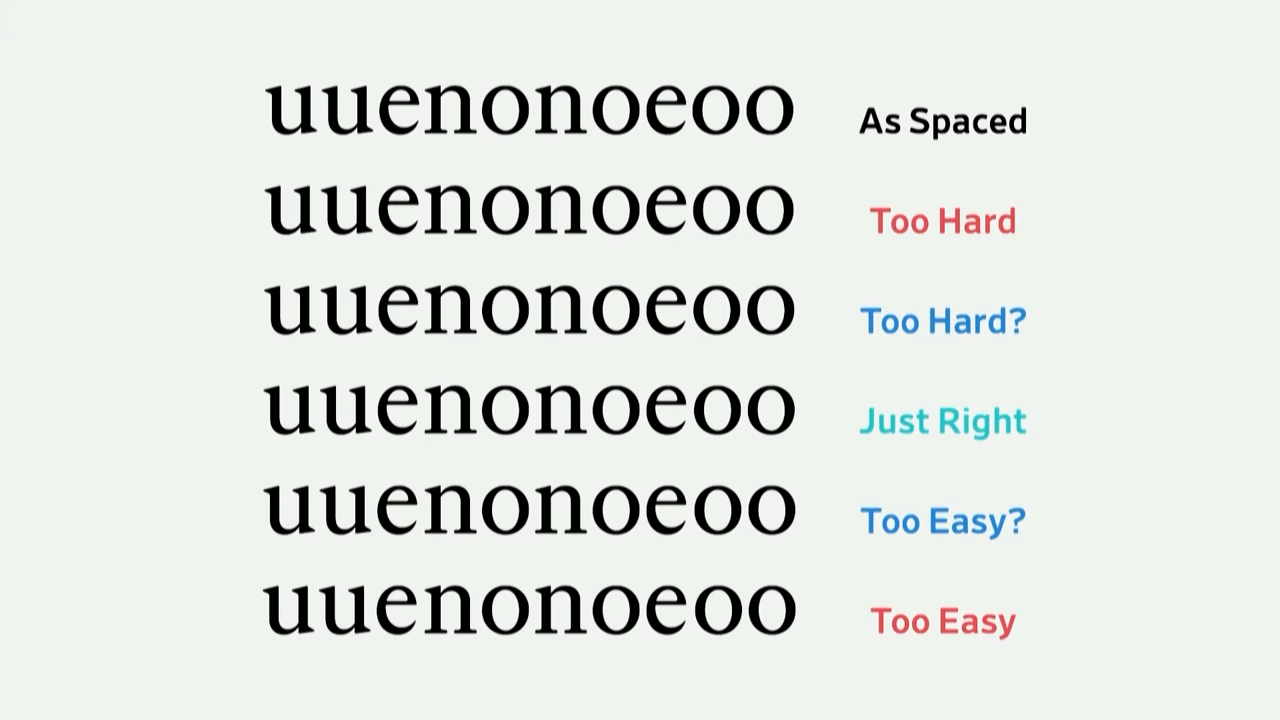 uuenonoeoo As Spaced
uuenonoeoo Too Hard
uuenonoeoo Too Hard?
uuenonoeoo Just Right
uuenonoeoo Too Easy?
uuenonoeoo Too Easy